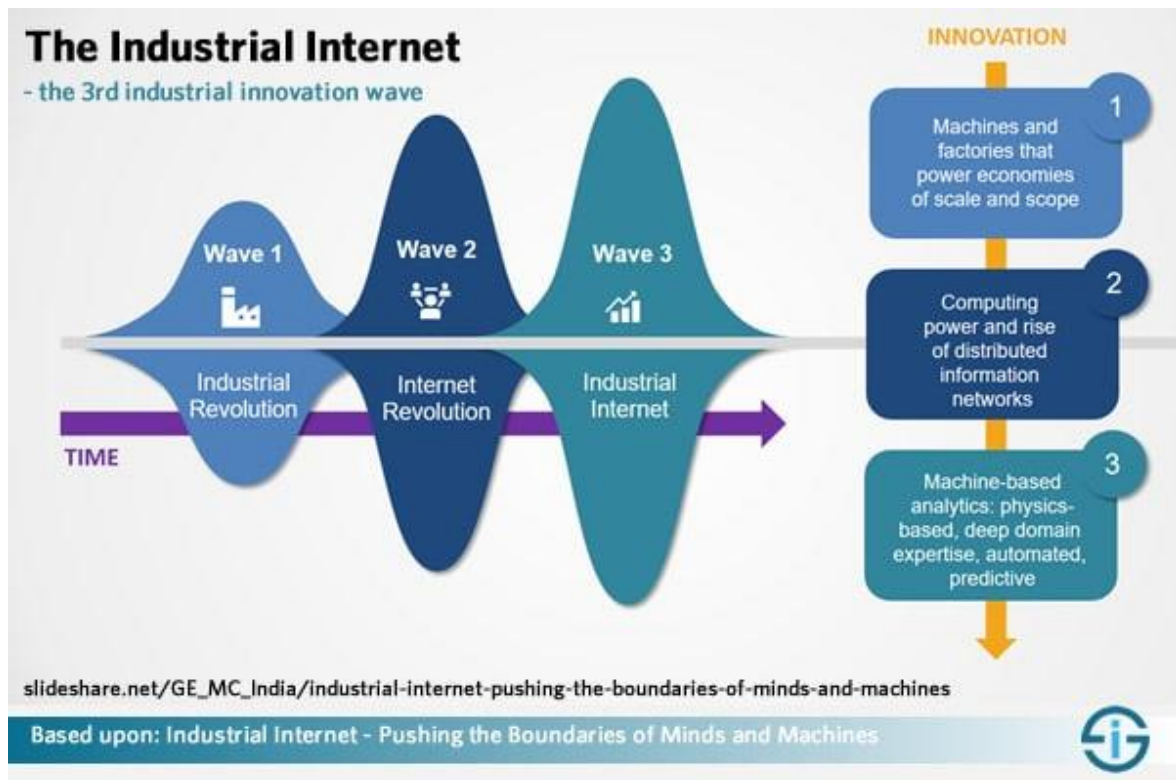 The Industrial Internet
- the 3rd industrial innovation wave
Wave 1
Wave 2
Wave 3
Industrial
Revolution
Internet
Revolution
Industrial
Internet
TIME
INNOVATION
1
Machines and
factories that
power economies
of scale and scope
2
Computing
power and rise
of distributed
information
networks
3
Machine-based
analytics: physics-
based, deep domain
expertise, automated,
predictive
slideshare.net/GE_MC_India/industrial-internet-pushing-the-boundaries-of-minds-and-machines
Based upon: Industrial Internet - Pushing the Boundaries of Minds and Machines